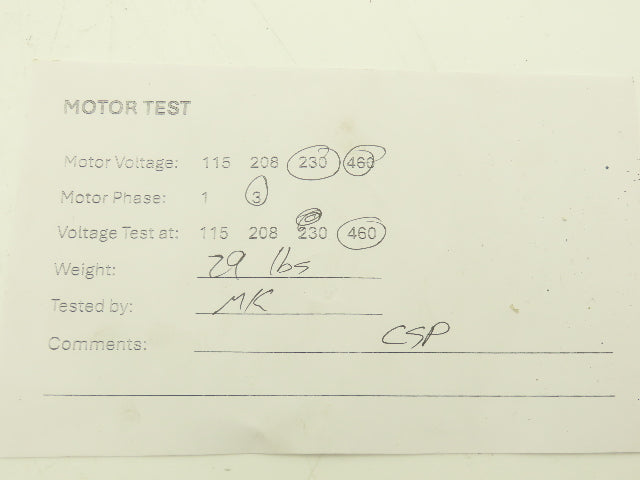 MOTOR TEST
Motor Voltage: 115 208 230 460
Motor Phase: 1 3
Voltage Test at: 115 208 230 460
Weight: 29 lbs
Tested by: MK
Comments: CSP